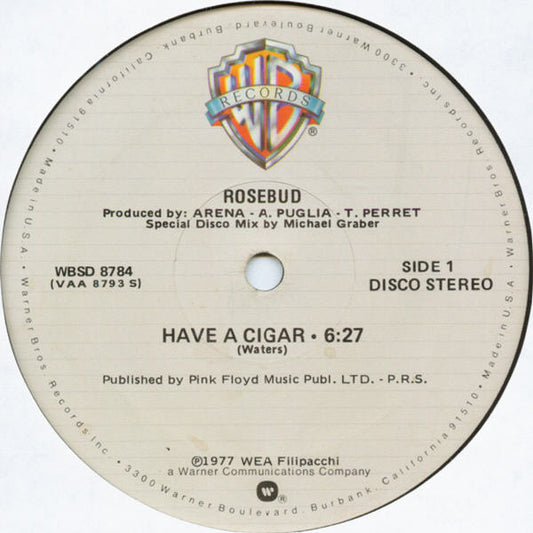 WB
RECORDS
®
ROSEBUD
Produced by: ARENA - A. PUGLIA - T. PERRET
Special Disco Mix by Michael Graber
WBSD 8784
(VAA 8793 S)
SIDE 1
DISCO STEREO
HAVE A CIGAR • 6:27
(Waters)
Published by Pink Floyd Music Publ. LTD. - P.R.S.
Ⓟ1977 WEA Filipacchi
a Warner Communications Company
W ®
Warner Bros. Records Inc. • 3300 Warner Boulevard, Burbank, California 91510 • Made in U.S.A. • Warner Bros. Records Inc. • 3300 Warner Boulevard, Burbank, California 91510 • Made in U.S.A. •